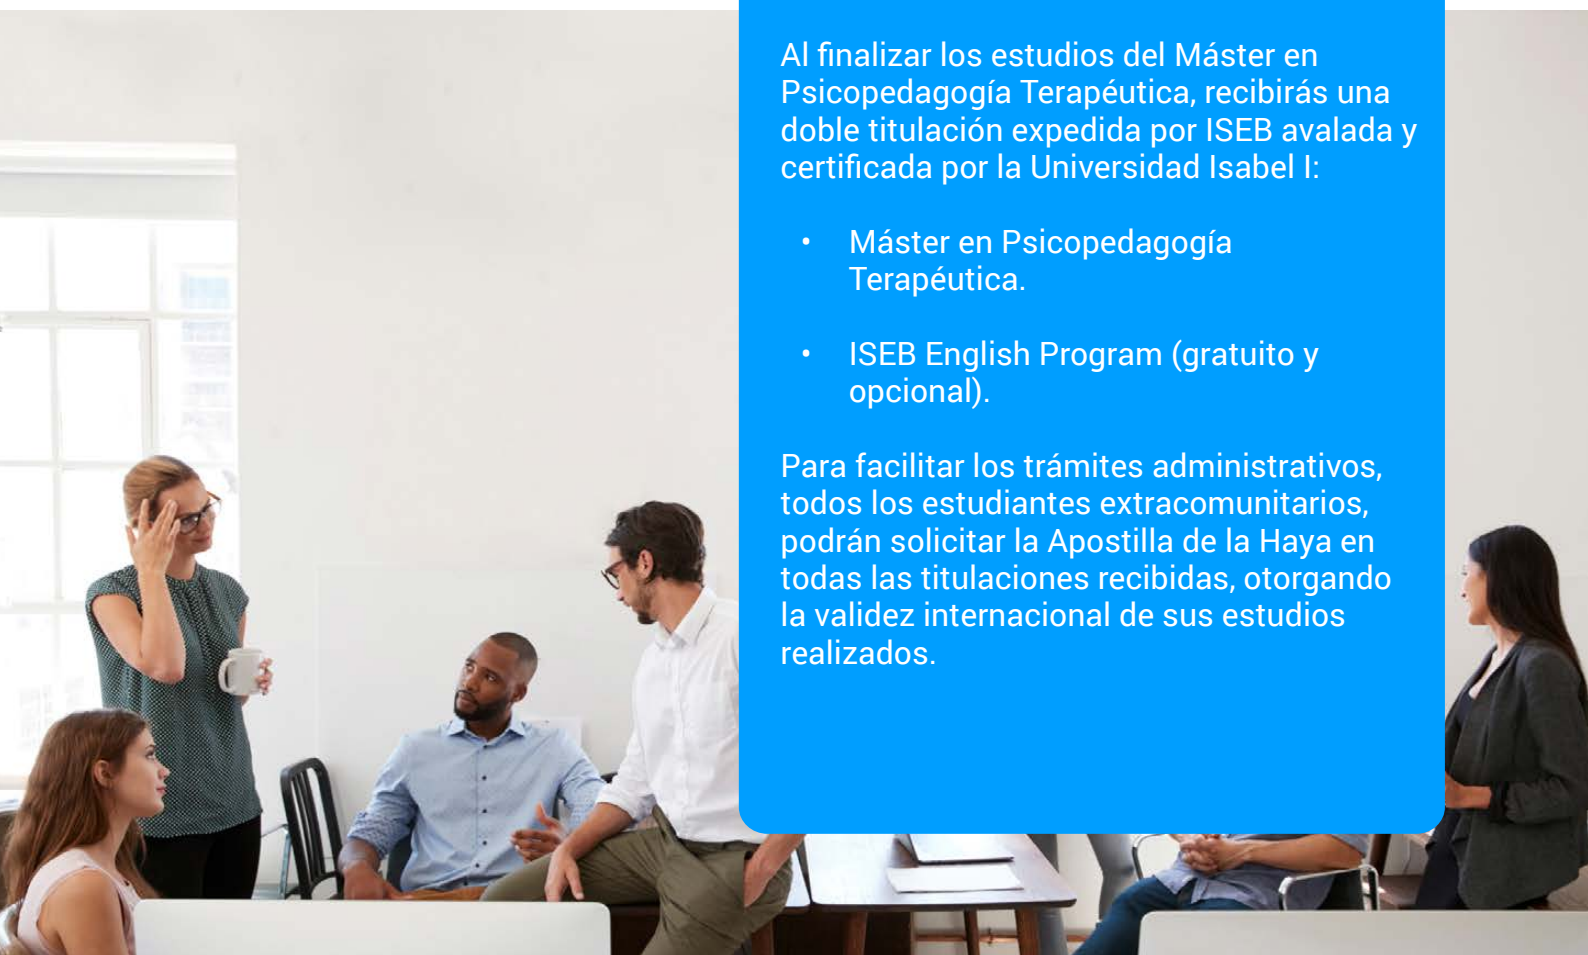 Al finalizar los estudios del Máster en
Psicopedagogía Terapéutica, recibirás una
doble titulación expedida por ISEB avalada y
certificada por la Universidad Isabel I:
• Máster en Psicopedagogía
Terapéutica.
• ISEB English Program (gratuito y
opcional).
Para facilitar los trámites administrativos,
todos los estudiantes extracomunitarios,
podrán solicitar la Apostilla de la Haya en
todas las titulaciones recibidas, otorgando
la validez internacional de sus estudios
realizados.